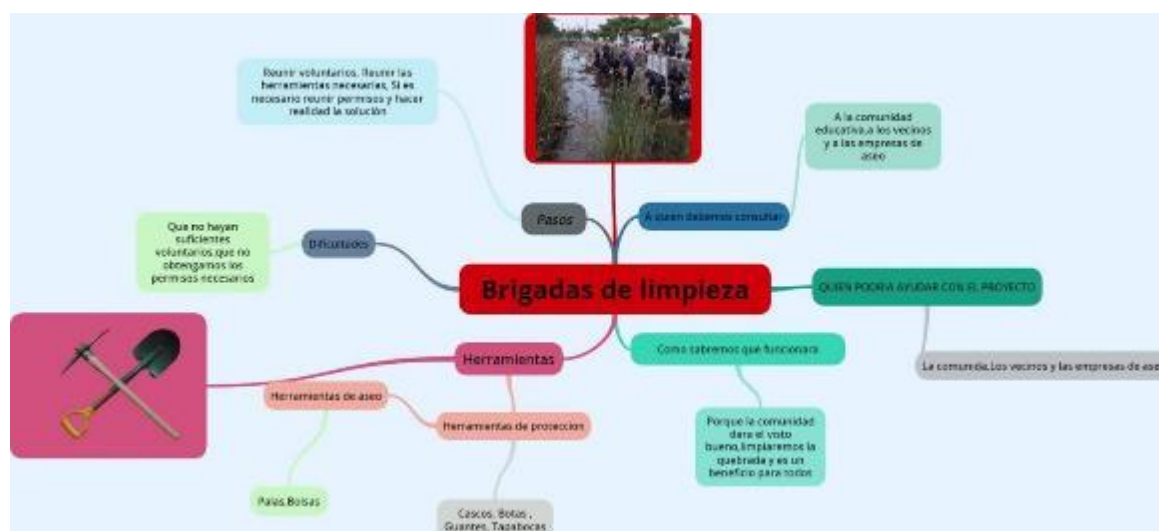 Reunir voluntarios, Reunir las
herramientas necesarias, Si es
necesario reunir permisos y hacer
realidad la solución
A la comunidad
educativa,a los vecinos
y a las empresas de
aseo
Pasos
A quien debemos consultar
Que no hayan
suficientes
voluntarios,que no
obtengamos los
permisos necesarios
Dificultades
Brigadas de limpieza
QUIEN PODRIA AYUDAR CON EL PROYECTO
Como sabremos que funcionara
Herramientas
La comunida,Los vecinos y las empresas de ase
Herramientas de aseo
Herramientas de proteccion
Porque la comunidad
dara el visto
bueno,limpiaremos la
quebrada y es un
beneficio para todos
Palas,Bolsas
Cascos, Botas ,
Guantes, Tapabocas